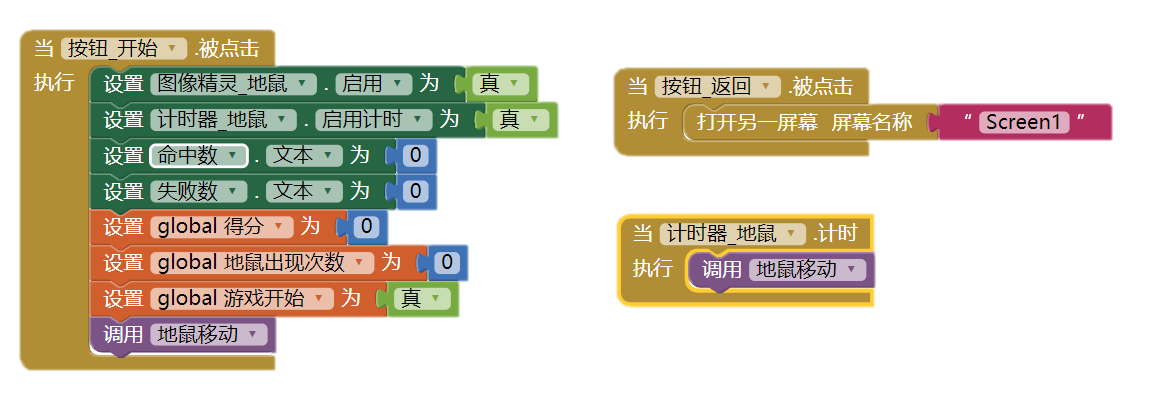 当 按钮_开始 .被点击
执行 设置 图像精灵_地鼠 . 启用 为 真
设置 计时器_地鼠 . 启用计时 为 真
设置 命中数 . 文本 为 0
设置 失败数 . 文本 为 0
设置 global 得分 为 0
设置 global 地鼠出现次数 为 0
设置 global 游戏开始 为 真
调用 地鼠移动
当 按钮_返回 .被点击
执行 打开另一屏幕 屏幕名称 “ Screen1 ”
当 计时器_地鼠 .计时
执行 调用 地鼠移动